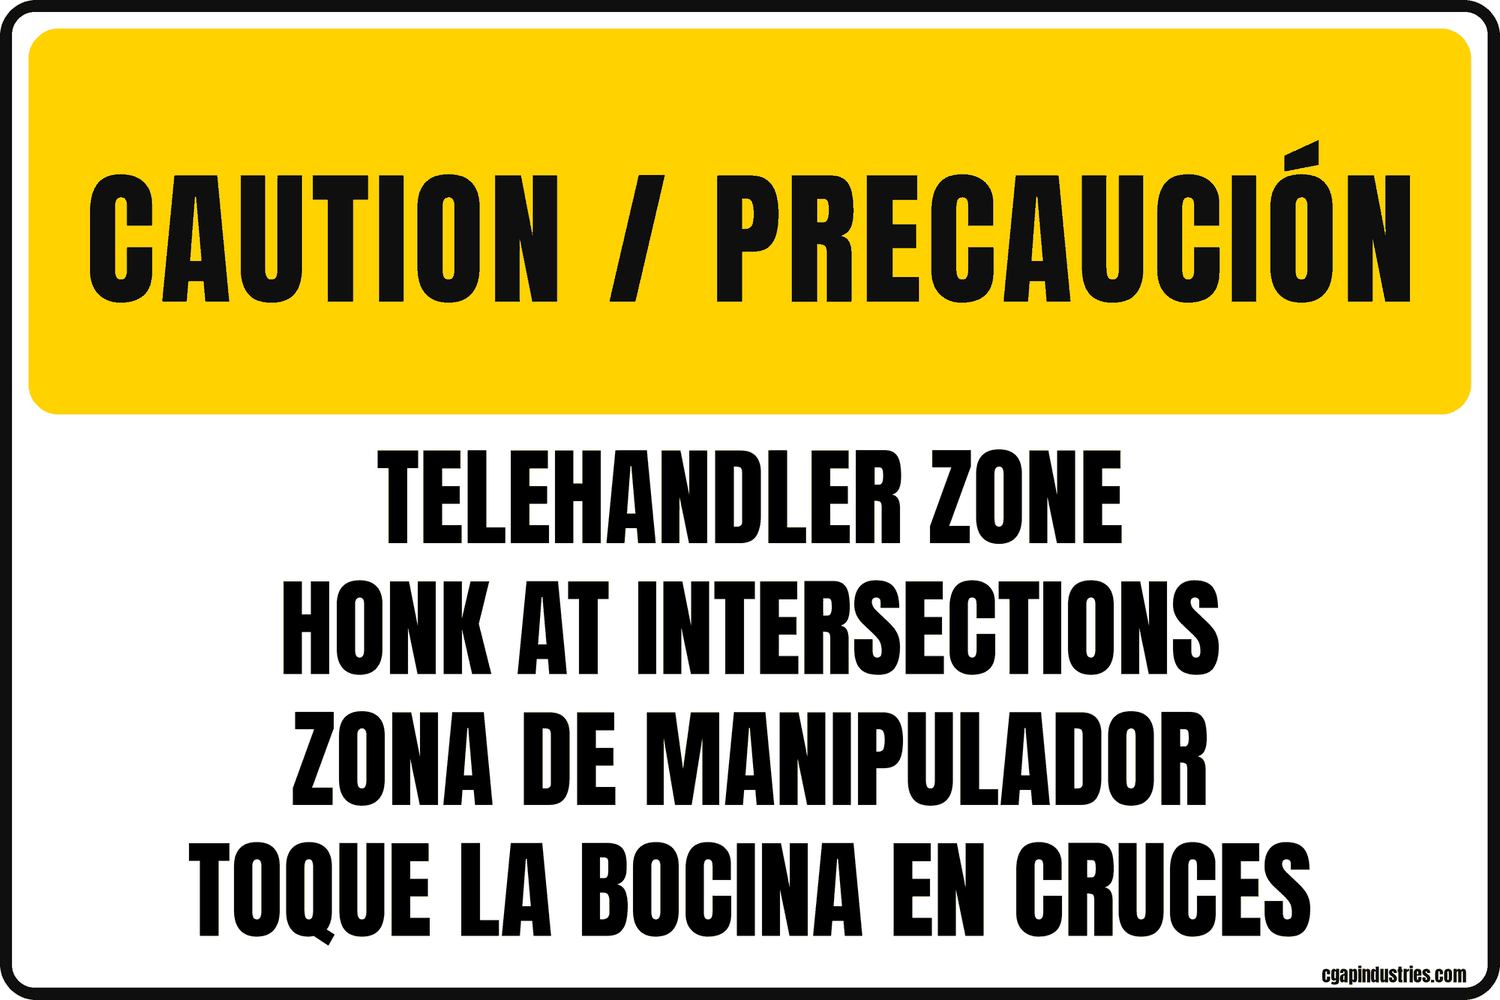 CAUTION / PRECAUCIÓN
TELEHANDLER ZONE
HONK AT INTERSECTIONS
ZONA DE MANIPULADOR
TOQUE LA BOCINA EN CRUCES
cgapindustries.com